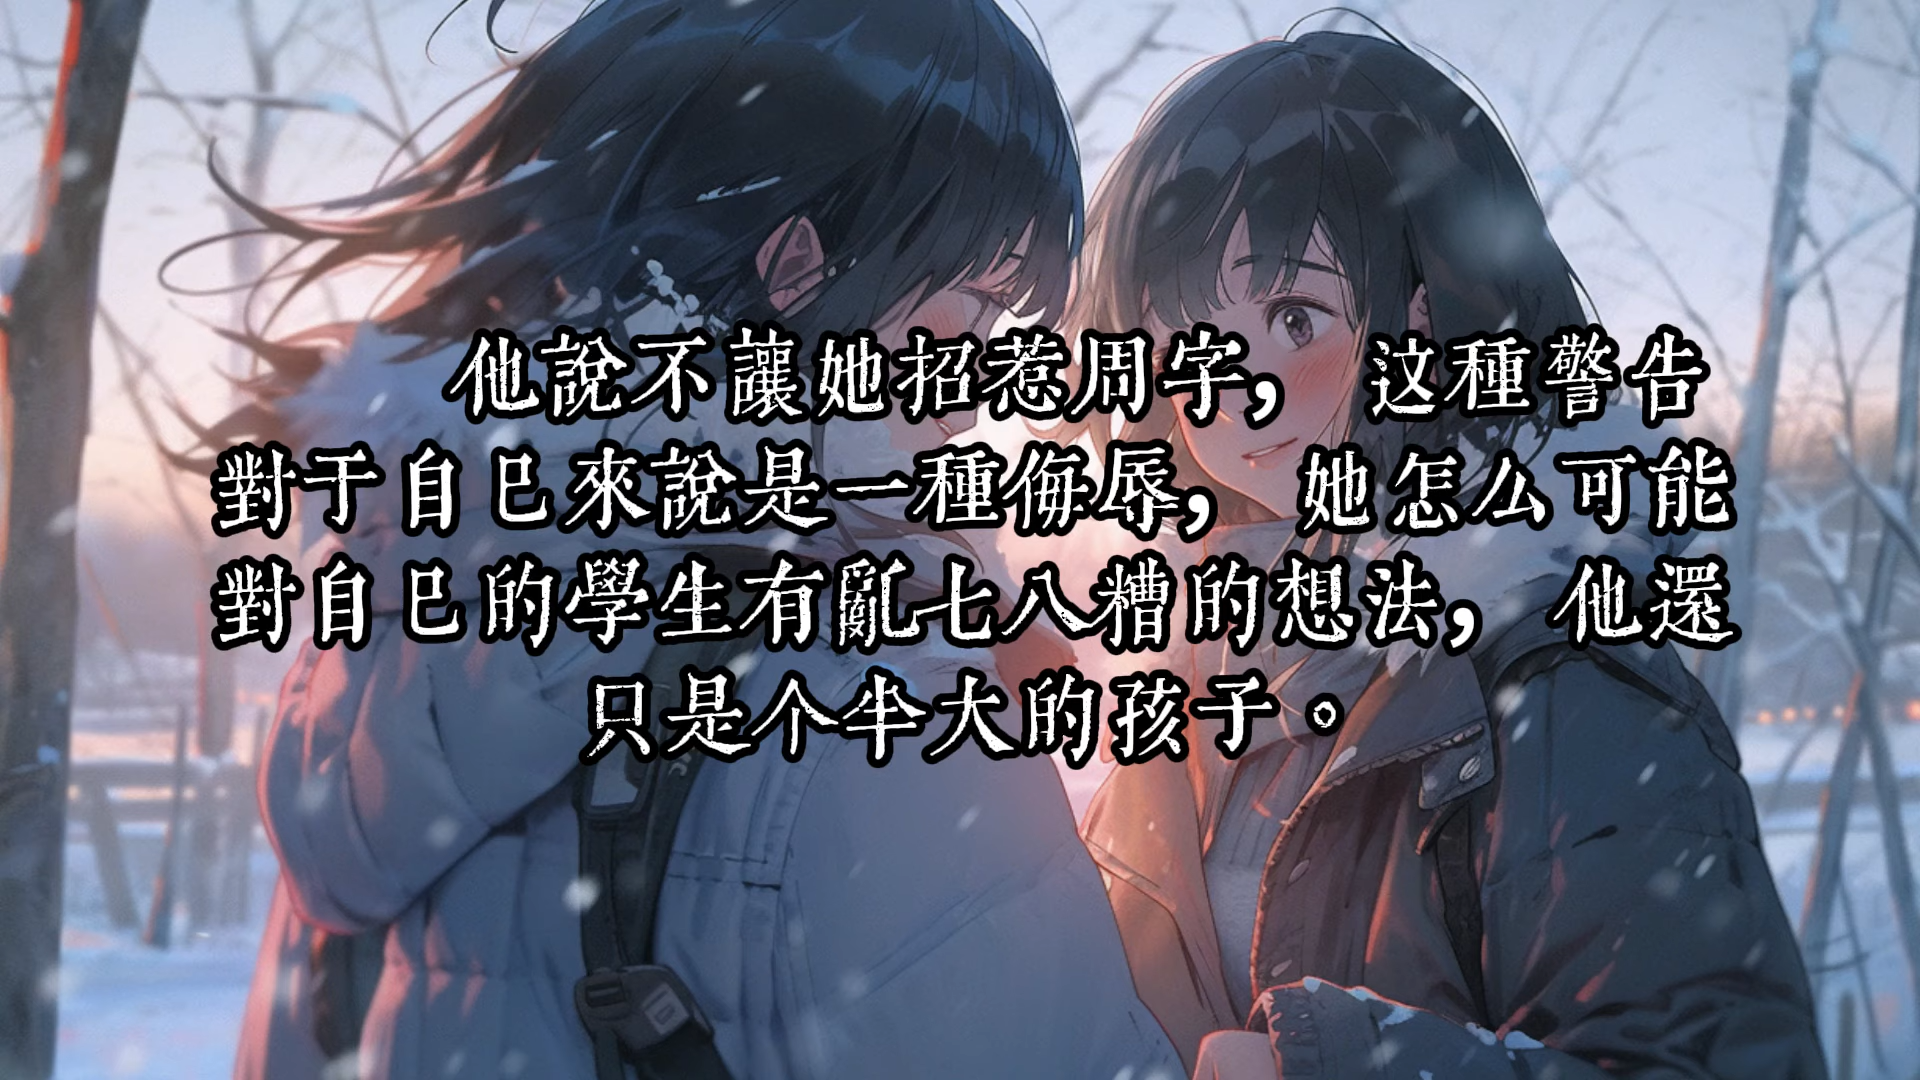 他說不讓她招惹周字，这種警告
對于自已來說是一種侮辱，她怎么可能
對自已的學生有亂七八糟的想法，他還
只是个半大的孩子。